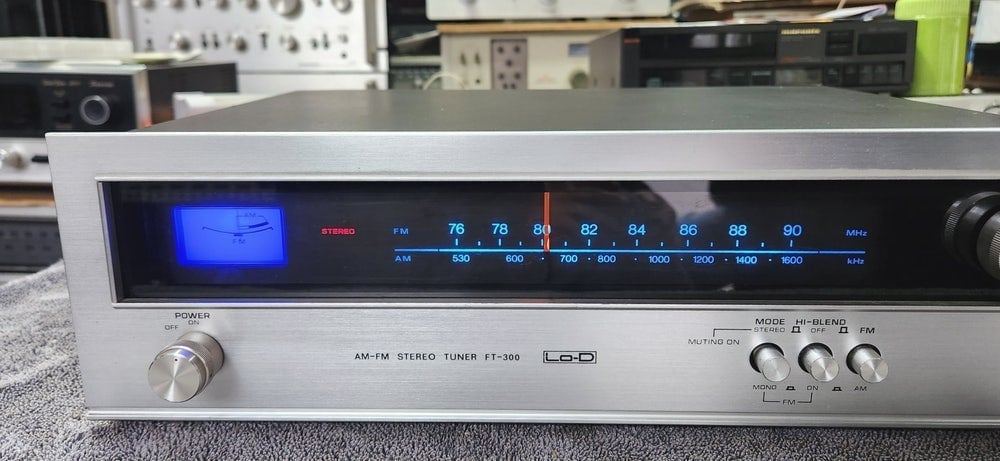 marantz
AM
FM
STEREO
FM 76 78 80 82 84 86 88 90 MHz
AM 530 600 700 800 1000 1200 1400 1600 kHz
POWER
OFF ON
AM-FM STEREO TUNER FT-300 Lo-D
MODE HI-BLEND
STEREO OFF FM
MUTING ON
MONO ON AM
FM